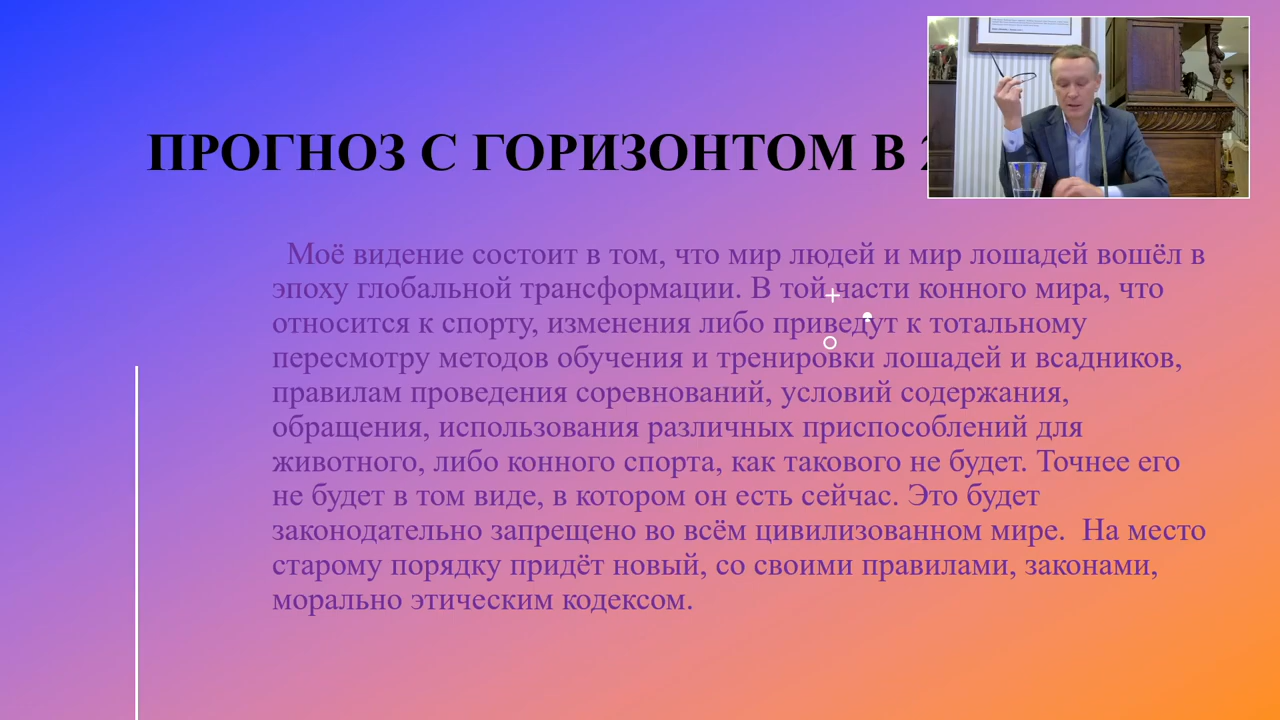 ПРОГНОЗ С ГОРИЗОНТОМ В
Моё видение состоит в том, что мир людей и мир лошадей вошёл в
эпоху глобальной трансформации. В той части конного мира, что
относится к спорту, изменения либо приведут к тотальному
пересмотру методов обучения и тренировки лошадей и всадников,
правилам проведения соревнований, условий содержания,
обращения, использования различных приспособлений для
животного, либо конного спорта, как такового не будет. Точнее его
не будет в том виде, в котором он есть сейчас. Это будет
законодательно запрещено во всём цивилизованном мире. На место
старому порядку придёт новый, со своими правилами, законами,
морально этическим кодексом.